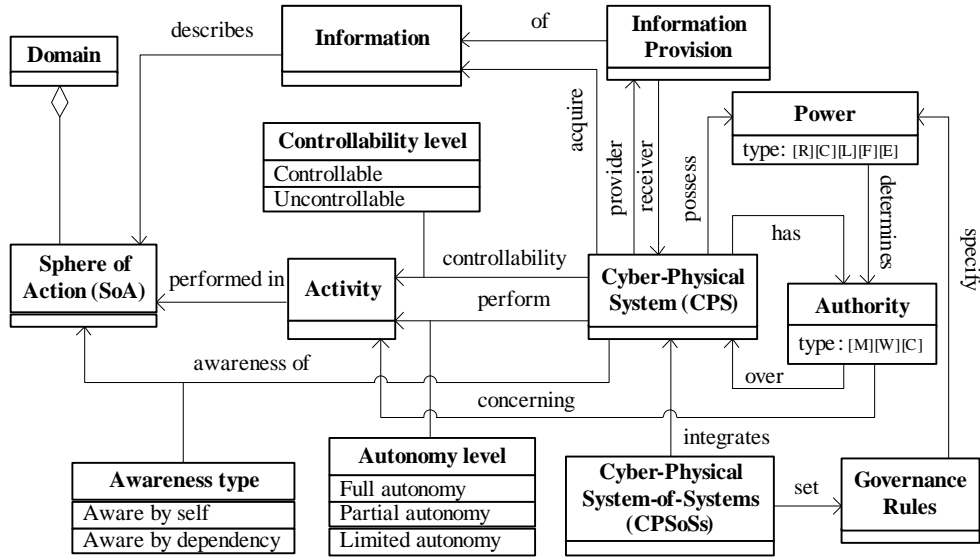 Domain
describes
Information
of
Information
Provision
acquire
provider
receiver
possess
Power
type: [R][C][L][F][E]
determines
specify
Controllability level
Controllable
Uncontrollable
Sphere of
Action (SoA)
performed in
Activity
controllability
perform
Cyber-Physical
System (CPS)
has
Authority
type: [M][W][C]
over
awareness of
concerning
integrates
Awareness type
Aware by self
Aware by dependency
Autonomy level
Full autonomy
Partial autonomy
Limited autonomy
Cyber-Physical
System-of-Systems
(CPSoSs)
set
Governance
Rules